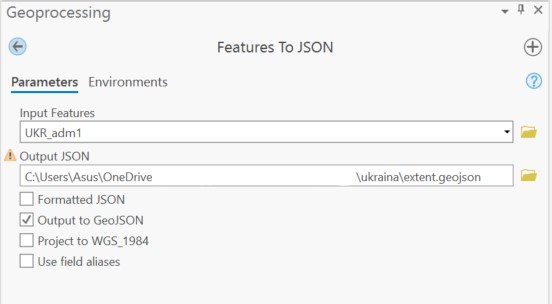 Geoprocessing
Features To JSON
Parameters Environments
Input Features
UKR_adm1
Output JSON
C:\Users\Asus\OneDrive \ukraina\extent.geojson
Formatted JSON
Output to GeoJSON
Project to WGS_1984
Use field aliases